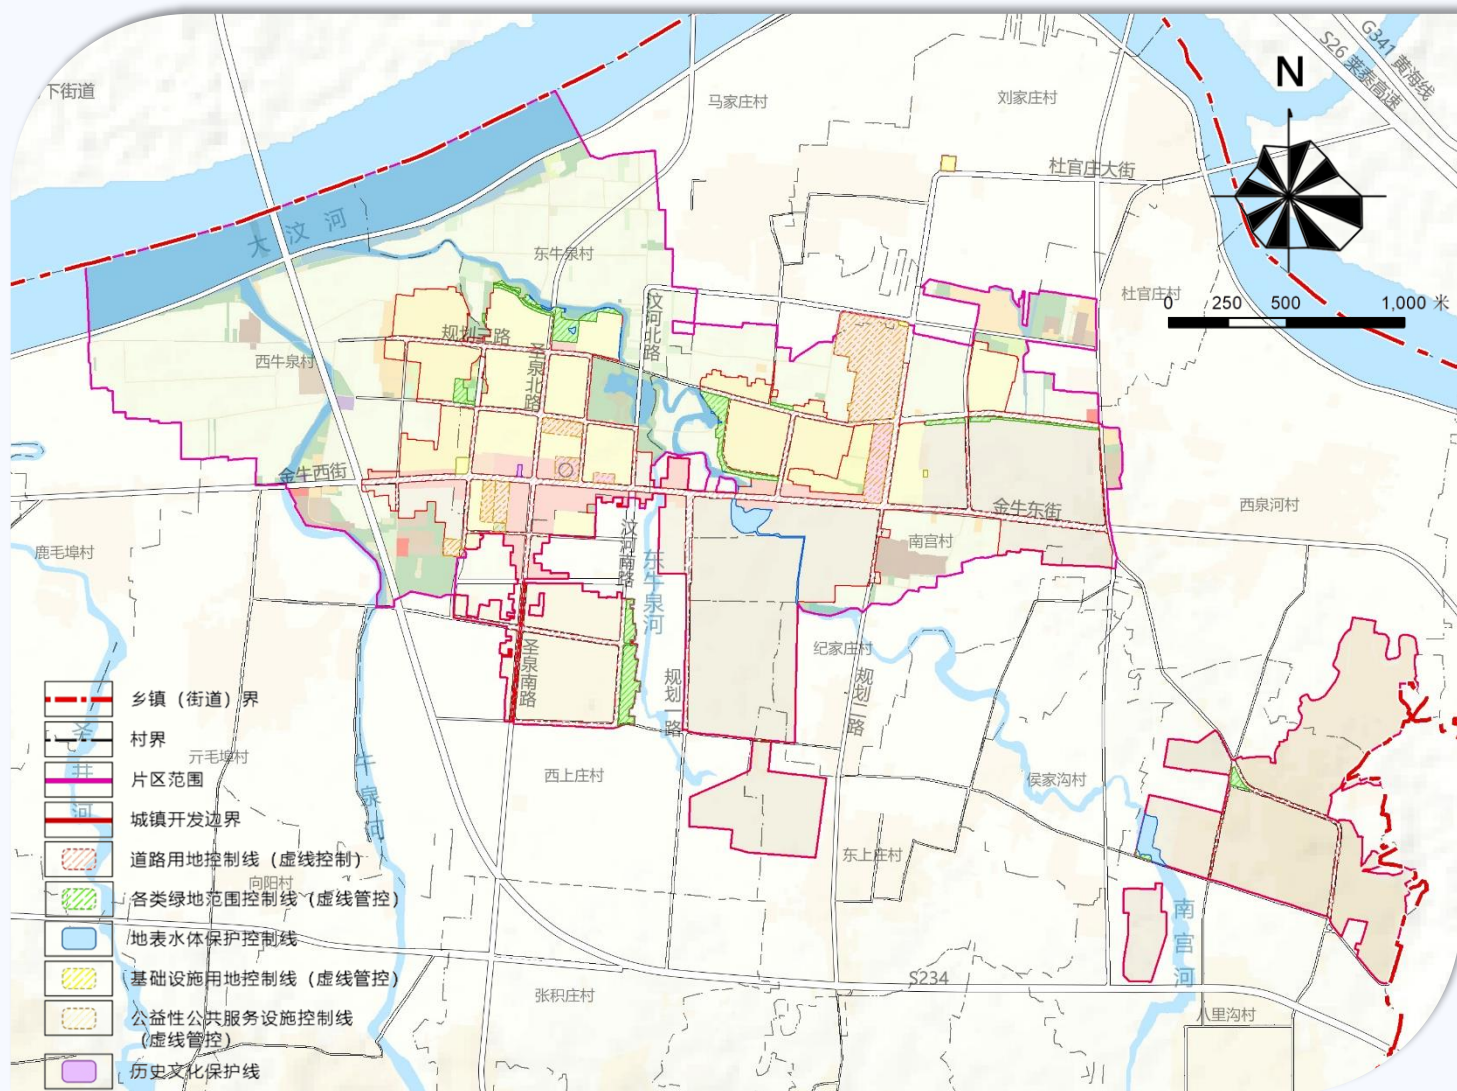 下街道
马家庄村
刘家庄村
G341 黄海线
S26 莱泰高速
N
杜官庄大街
大汶河
东牛泉村
杜官庄村
0 250 500 1,000 米
汶河北路
规划三路
圣泉北路
西牛泉村
金牛西街
金牛东街
西泉河村
鹿毛埠村
汶河南路
东牛泉河
南宫村
纪家庄村
圣泉南路
规划一路
规划二路
乡镇（街道）界
村界
片区范围
城镇开发边界
道路用地控制线（虚线控制）
各类绿地范围控制线（虚线管控）
地表水体保护控制线
基础设施用地控制线（虚线管控）
公益性公共服务设施控制线
（虚线管控）
历史文化保护线
圣井河
亓毛埠村
牛泉河
西上庄村
侯家沟村
东上庄村
向阳村
南宫河
S234
张积庄村
八里沟村